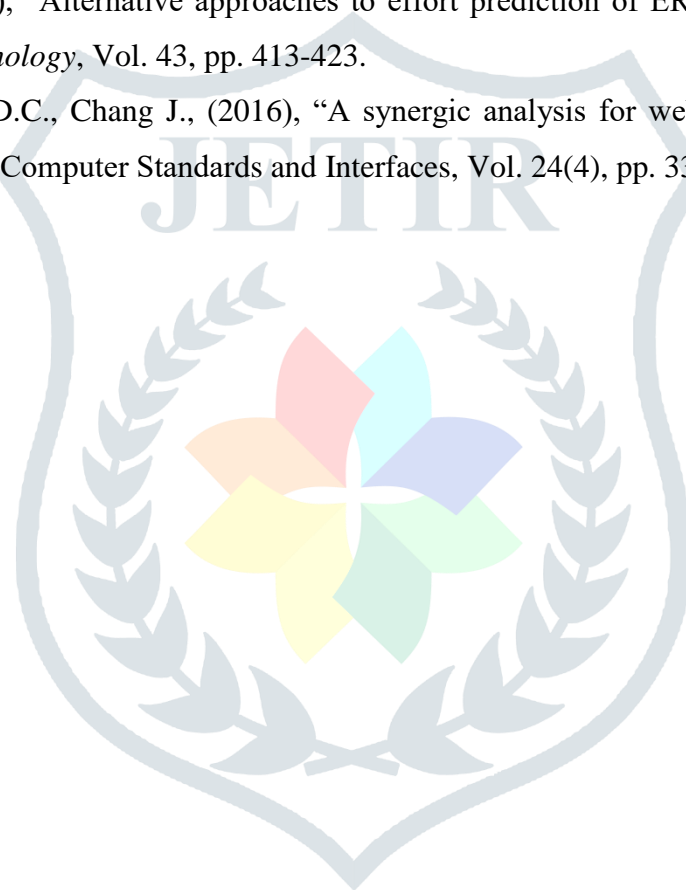 ), "Alternative approaches to effort prediction of ER
nology, Vol. 43, pp. 413-423.
D.C., Chang J., (2016), "A synergic analysis for we
Computer Standards and Interfaces, Vol. 24(4), pp. 33
JETIR